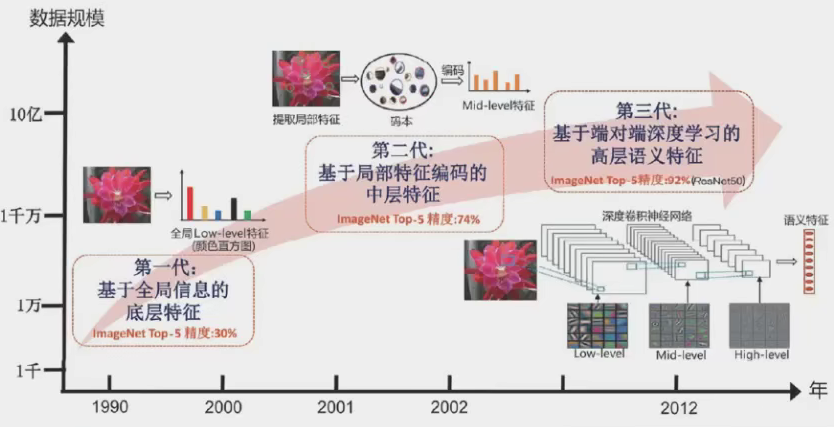 数据规模
10亿
1千万
1万
1千
提取局部特征
码本
编码
Mid-level特征
第三代:
基于端对端深度学习的
高层语义特征
ImageNet Top-5精度:92%(ResNet50)
第二代:
基于局部特征编码的
中层特征
ImageNet Top-5 精度:74%
全局Low-level特征
(颜色直方图)
第一代:
基于全局信息的
底层特征
ImageNet Top-5 精度:30%
深度卷积神经网络
语义特征
Low-level
Mid-level
High-level
1990
2000
2001
2002
2012
年